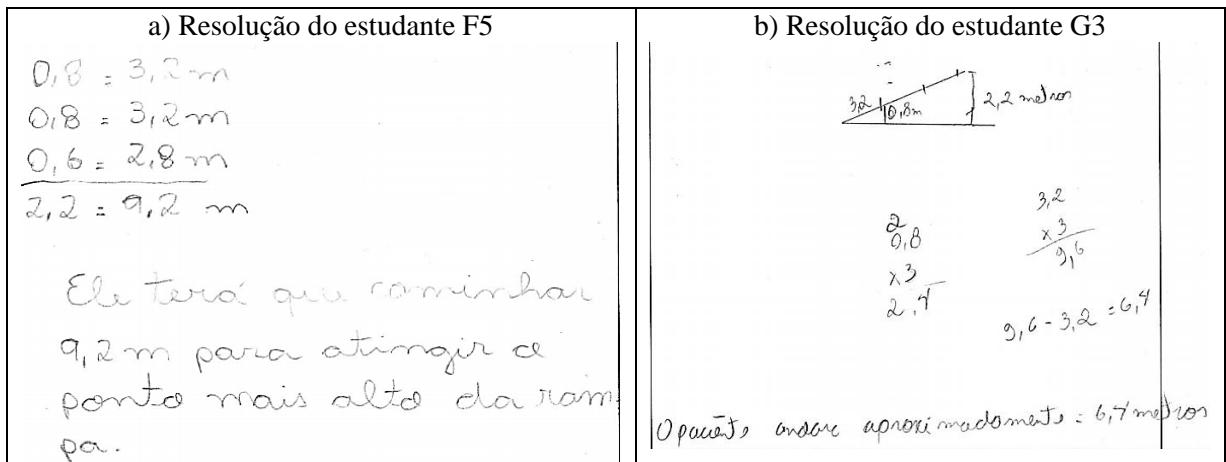 a) Resolução do estudante F5
0,8 = 3,2 m
0,8 = 3,2 m
0,6 = 2,8 m
2,2 = 9,2 m
Ele terá que caminhar
9,2 m para atingir o
ponto mais alto da ram
pa.
b) Resolução do estudante G3
3,2
0,8m
2,2 metros
2
0,8
x3
2,4
3,2
x 3
9,6
9,6 - 3,2 = 6,4
O paciente andará aproximadamente = 6,4 metros